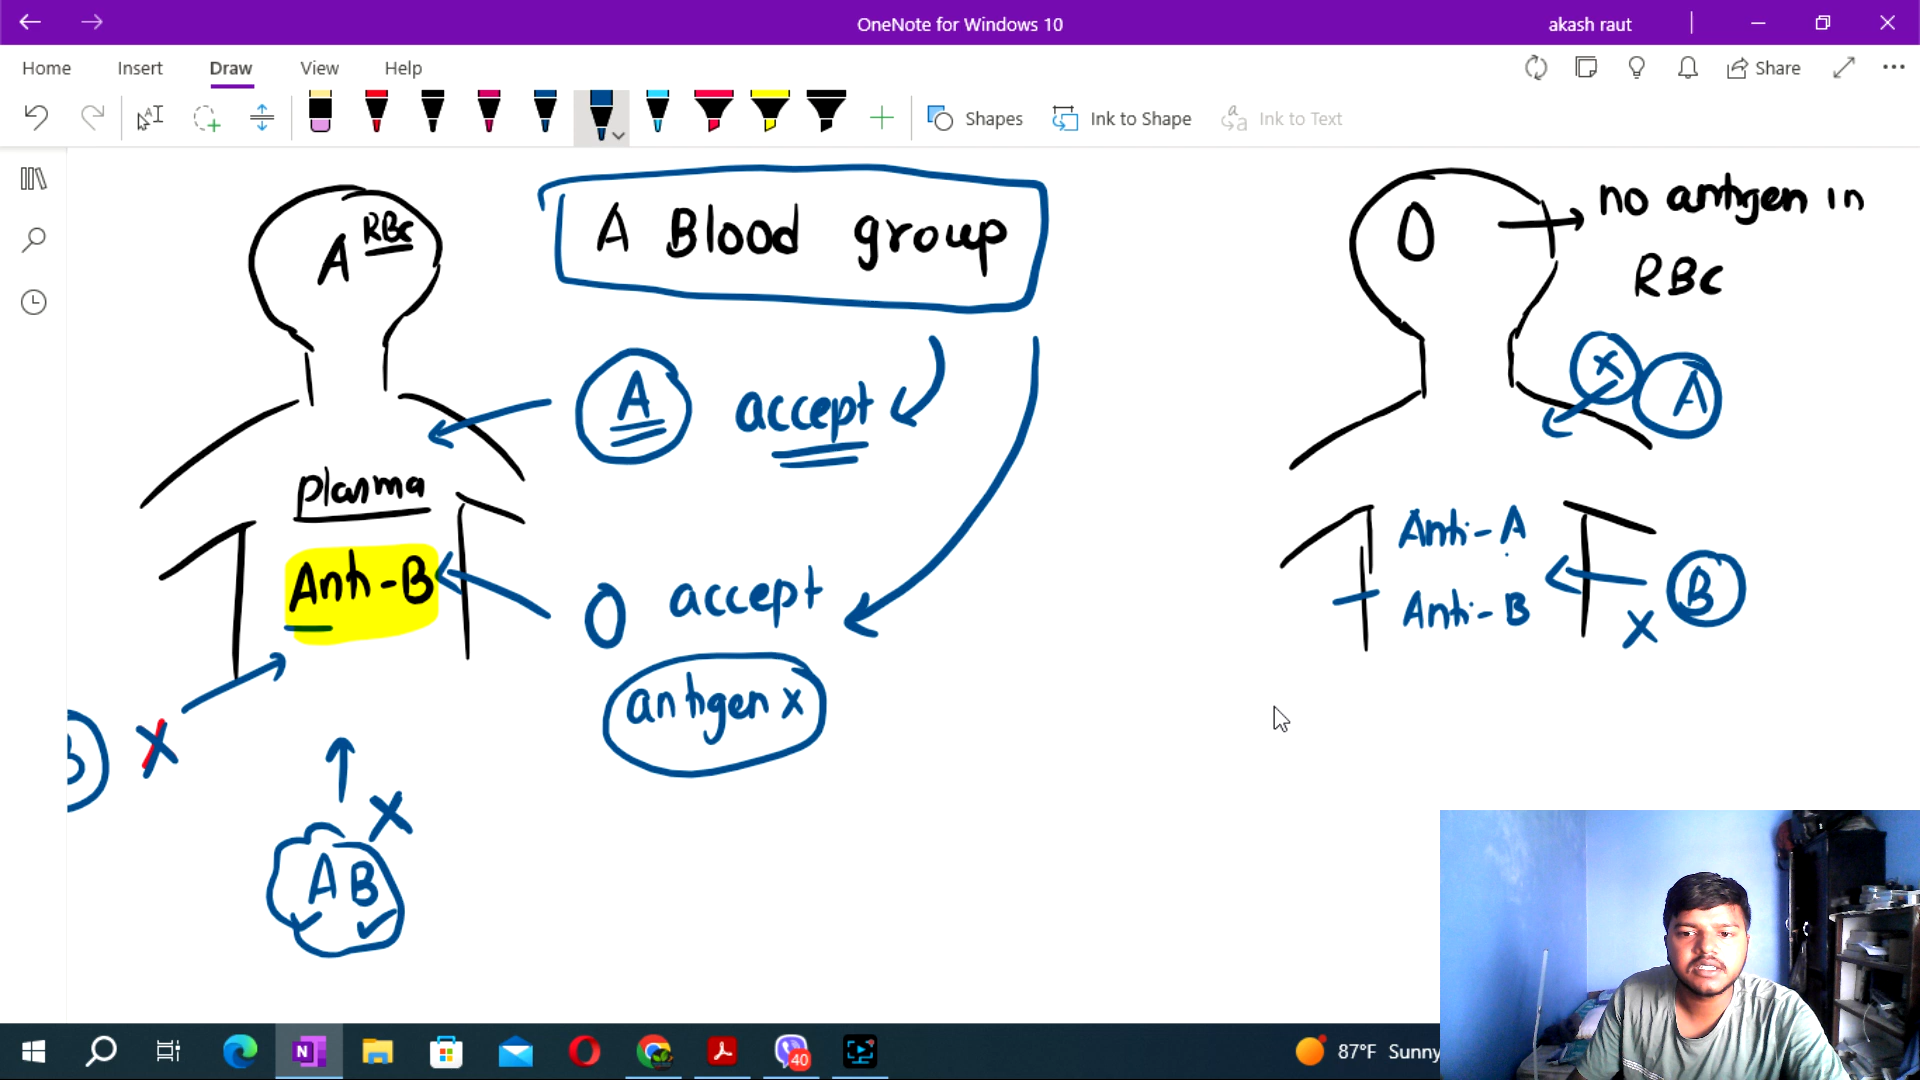 OneNote for Windows 10
akash raut
Home
Insert
Draw
View
Help
Share
Shapes
Ink to Shape
Ink to Text
A RBC
A Blood group
A accept
Plasma
Anti-B
O accept
antigen x
B X
X
AB
O
no antigen in
RBC
x A
Anti-A
Anti-B
B
x
40
87°F Sunny